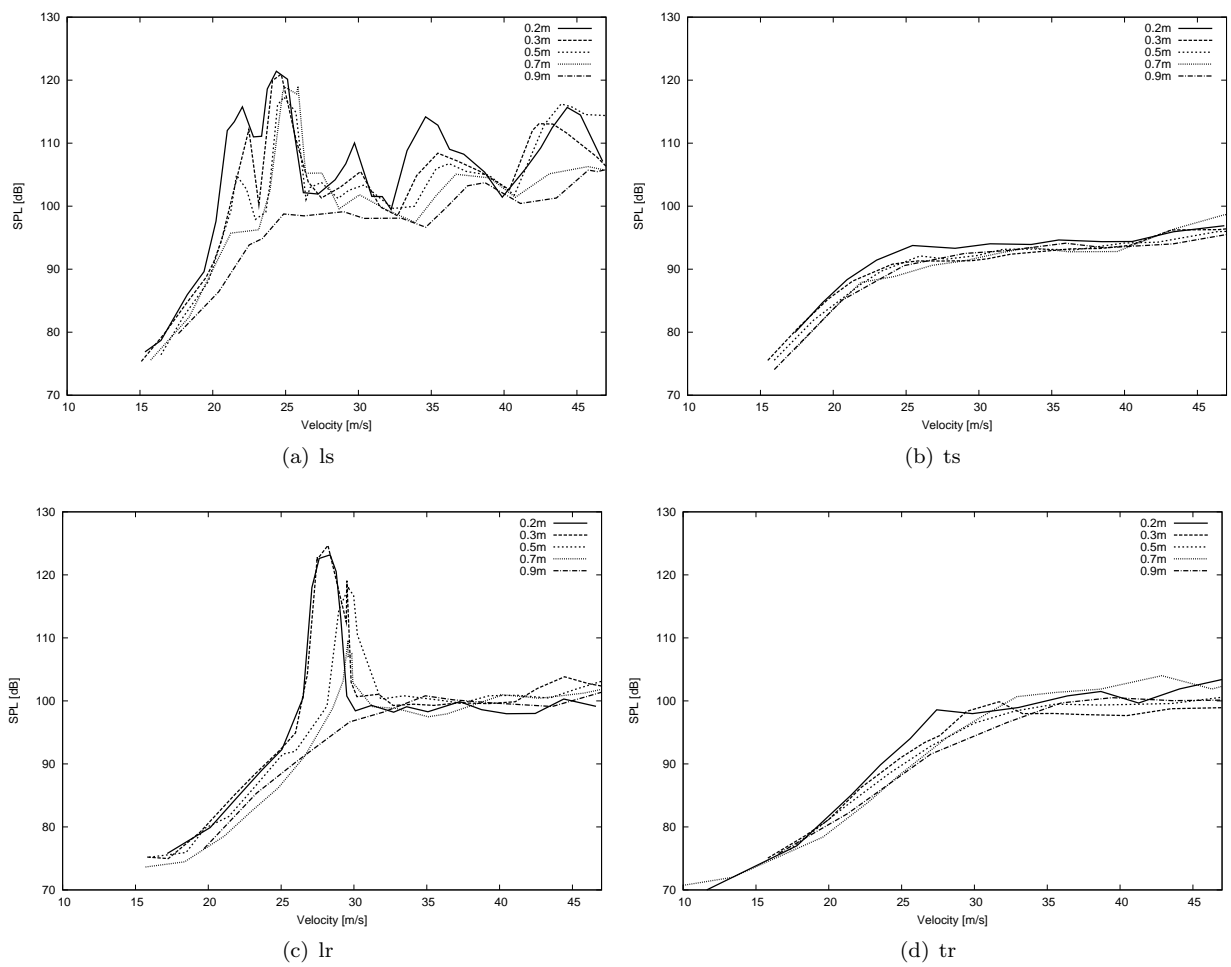 130
120
110
100
90
80
70
SPL [dB]
10 15 20 25 30 35 40 45
Velocity [m/s]
0.2m
0.3m
0.5m
0.7m
0.9m
(a) ls
130
120
110
100
90
80
70
SPL [dB]
10 15 20 25 30 35 40 45
Velocity [m/s]
0.2m
0.3m
0.5m
0.7m
0.9m
(b) ts
130
120
110
100
90
80
70
SPL [dB]
10 15 20 25 30 35 40 45
Velocity [m/s]
0.2m
0.3m
0.5m
0.7m
0.9m
(c) lr
130
120
110
100
90
80
70
SPL [dB]
10 15 20 25 30 35 40 45
Velocity [m/s]
0.2m
0.3m
0.5m
0.7m
0.9m
(d) tr